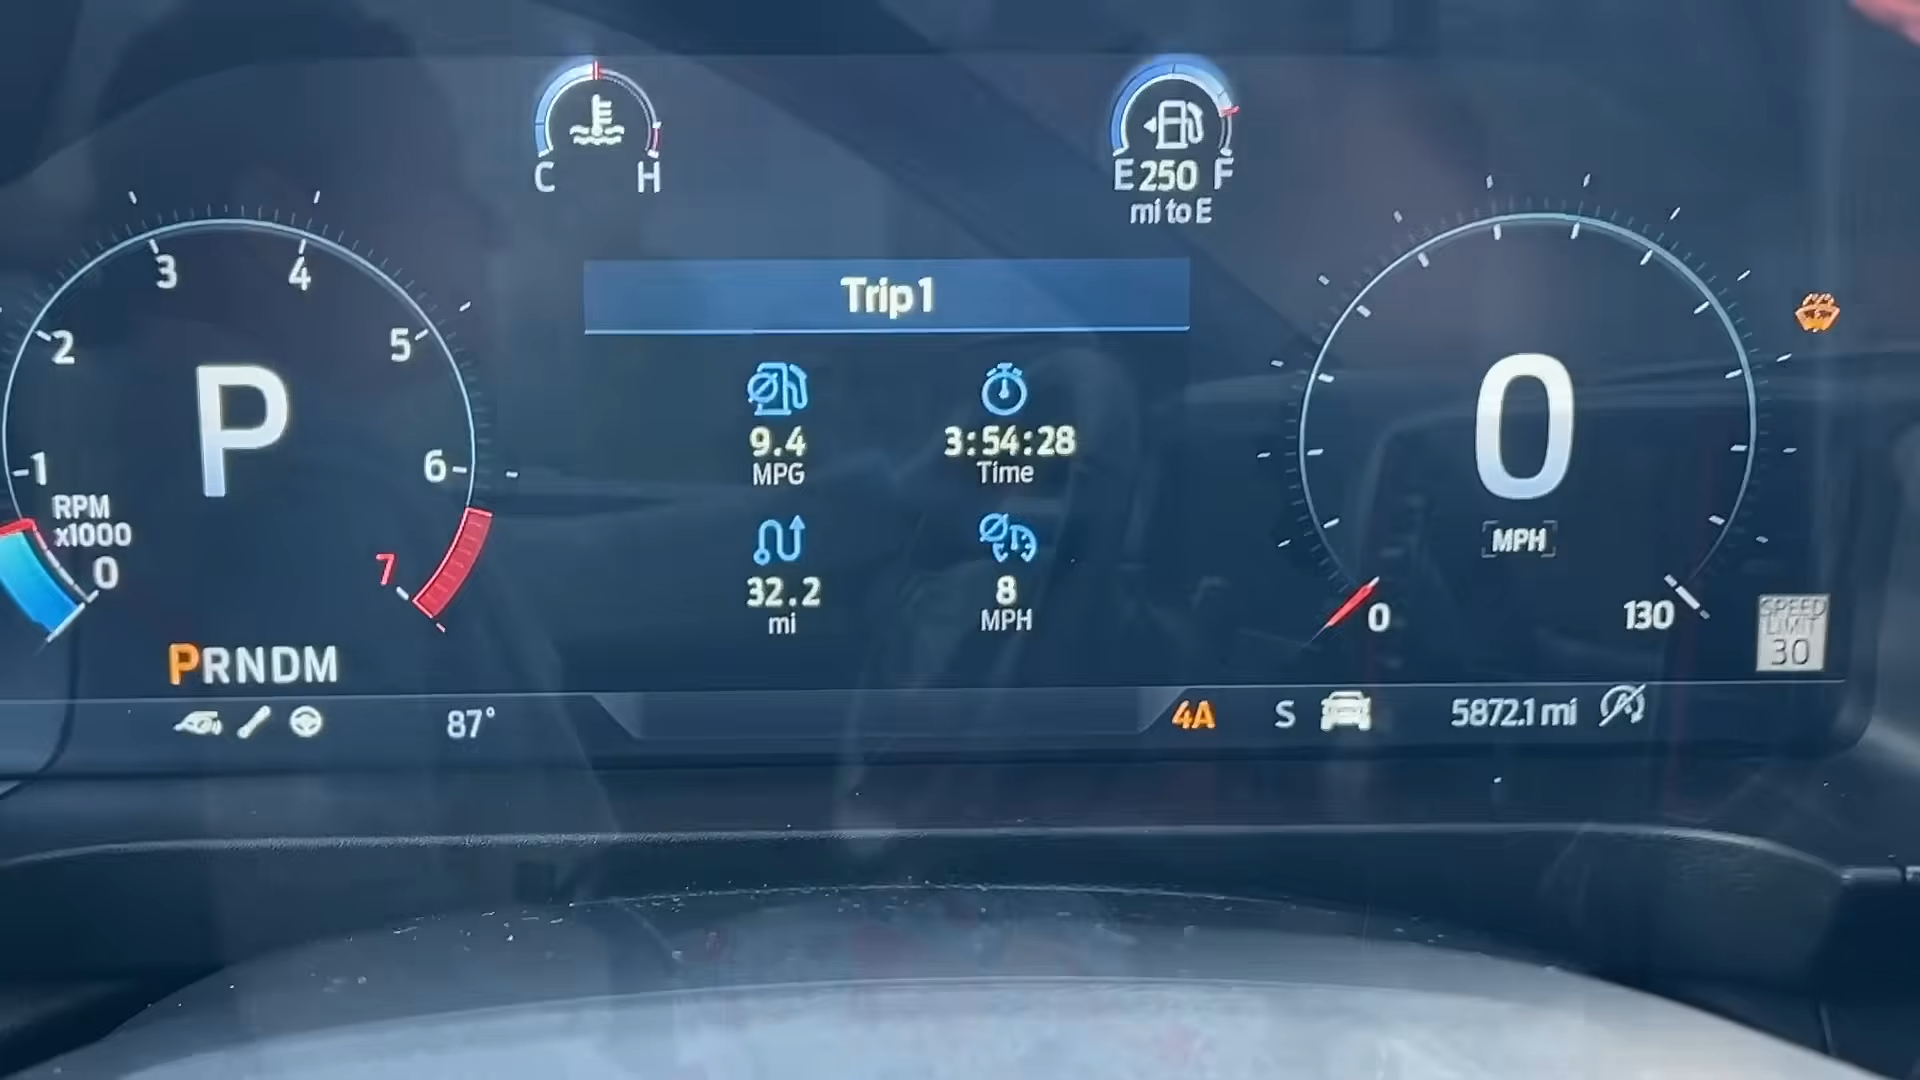 C H
E 250 F
mi to E
3 4
2 5
1 6
RPM
x1000
0 7
P
PRNDM
87°
Trip 1
9.4
MPG
3:54:28
Time
32.2
mi
8
MPH
0
MPH
0 130
SPEED
LIMIT
30
4A S 5872.1 mi